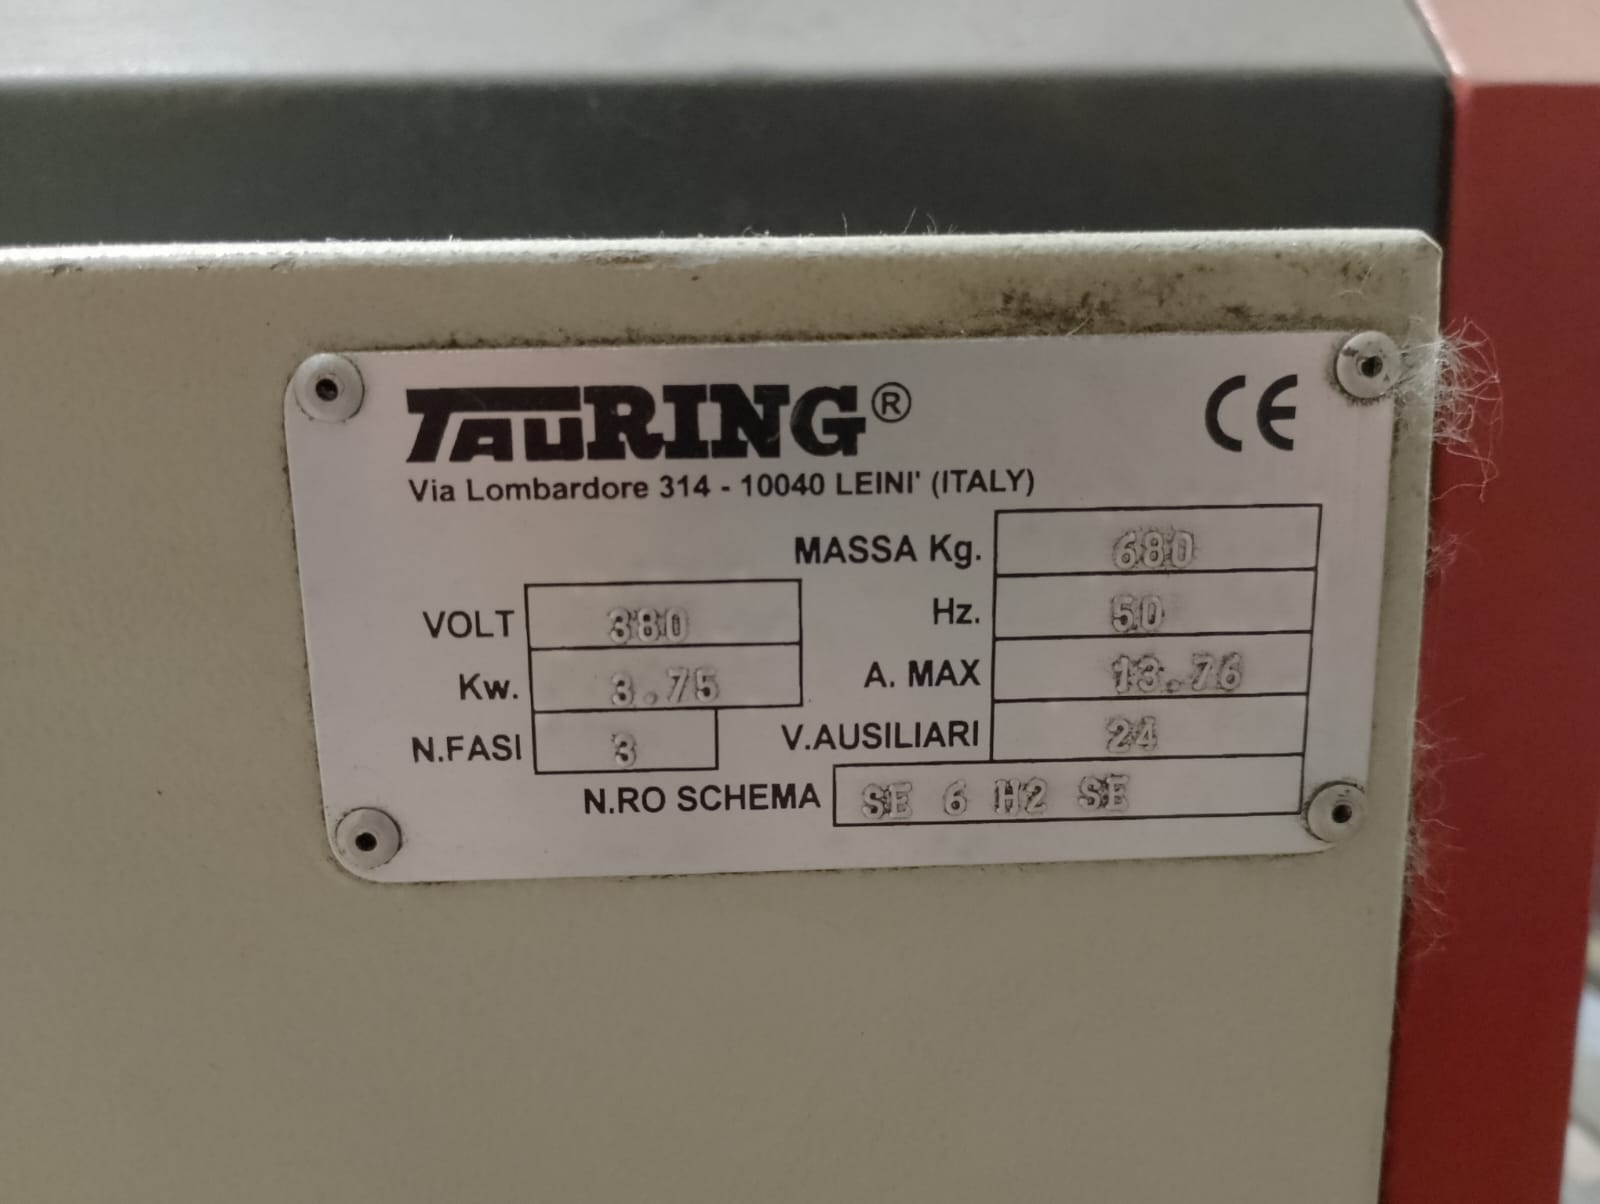 TAURING®
CE
Via Lombardore 314 - 10040 LEINI' (ITALY)
MASSA Kg. 680
VOLT 380
Hz. 50
Kw. 3.75
A. MAX 13.76
N.FASI 3
V.AUSILIARI 24
N.RO SCHEMA SE 6 H2 SE